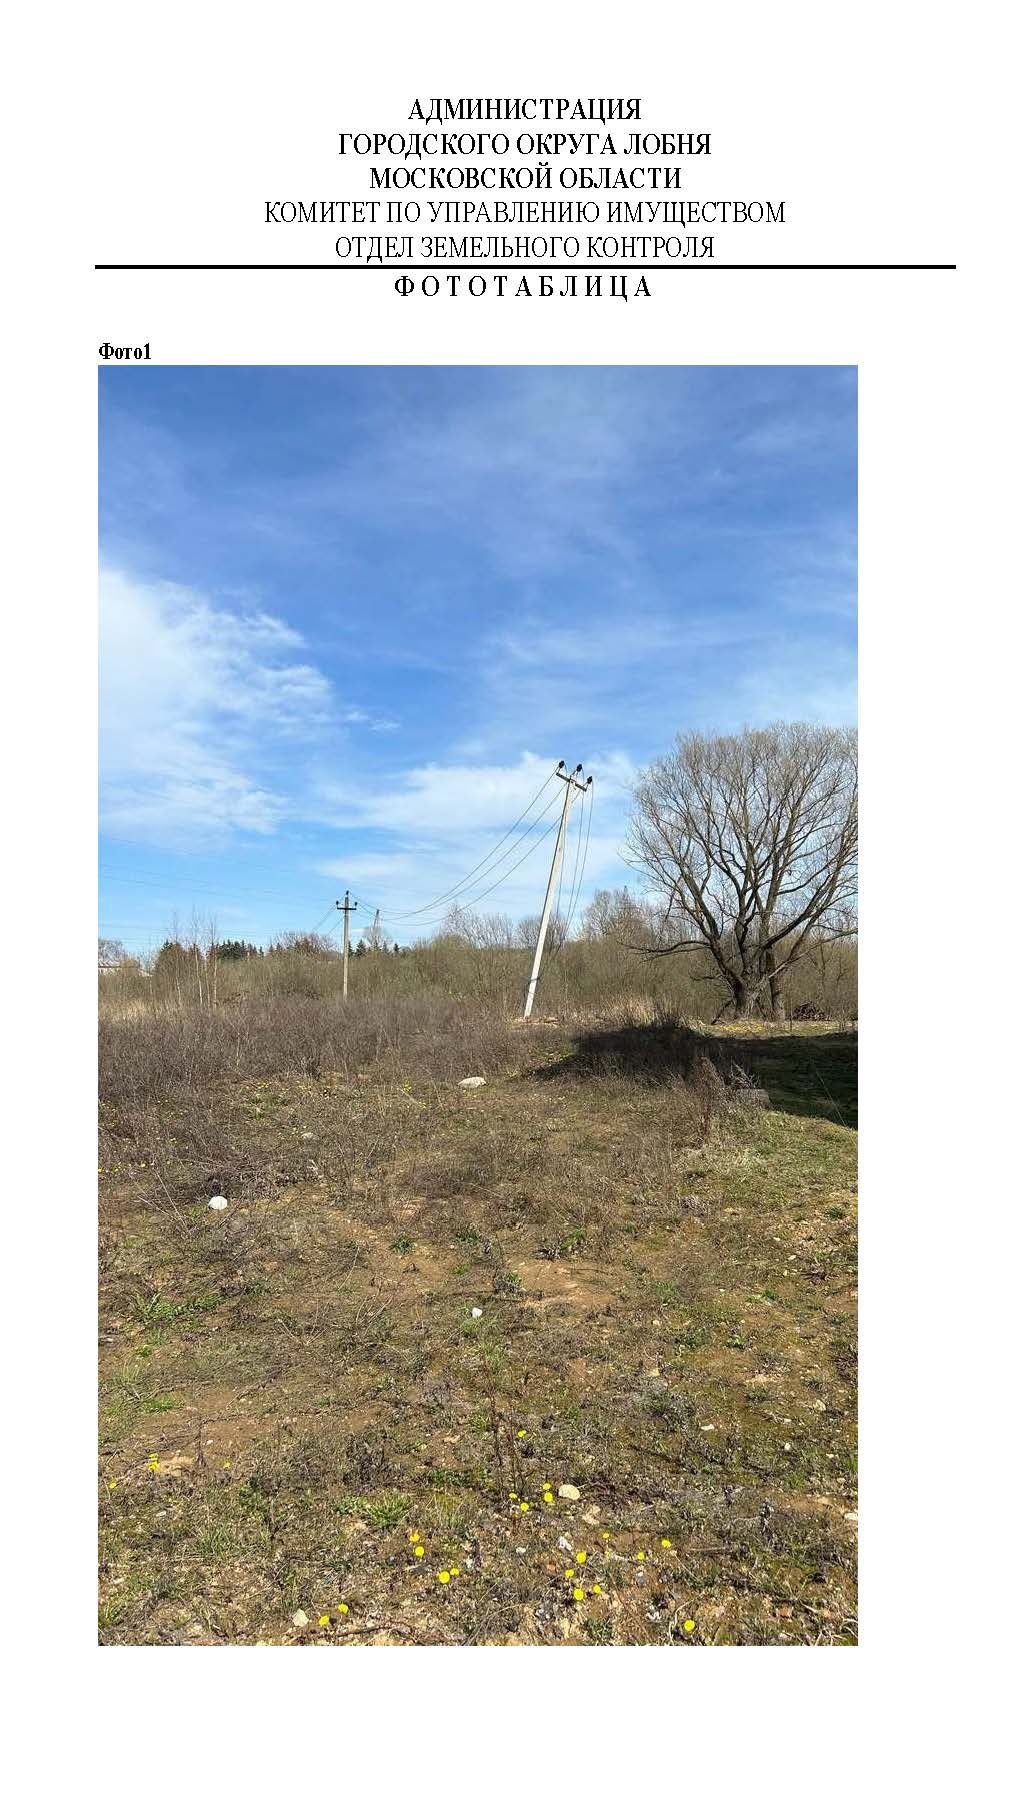 АДМИНИСТРАЦИЯ
ГОРОДСКОГО ОКРУГА ЛОБНЯ
МОСКОВСКОЙ ОБЛАСТИ
КОМИТЕТ ПО УПРАВЛЕНИЮ ИМУЩЕСТВОМ
ОТДЕЛ ЗЕМЕЛЬНОГО КОНТРОЛЯ
Ф О Т О Т А Б Л И Ц А
Фото1